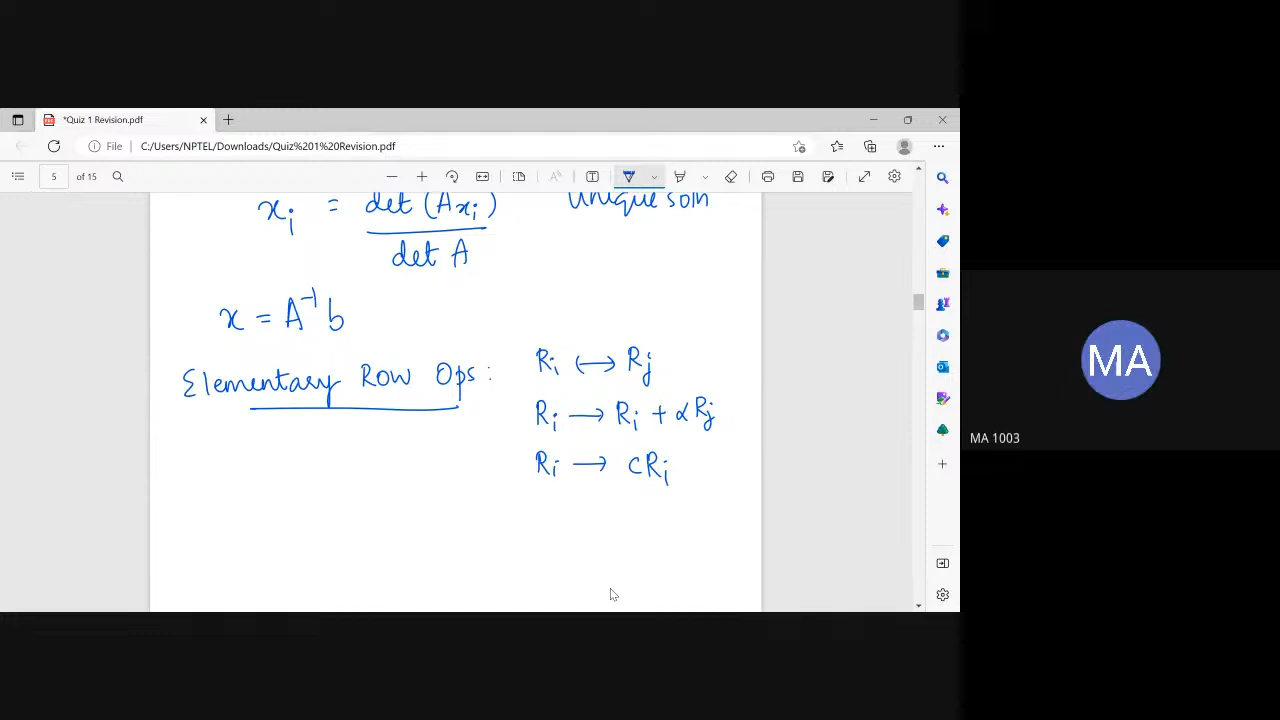 *Quiz 1 Revision.pdf
File C:/Users/NPTEL/Downloads/Quiz%201%20Revision.pdf
5 of 15
xi = det (Axi) Unique soln
det A
x = A⁻¹ b
Elementary Row Ops :
Ri ↔ Rj
Ri → Ri + αRj
Ri → cRi
MA
MA 1003